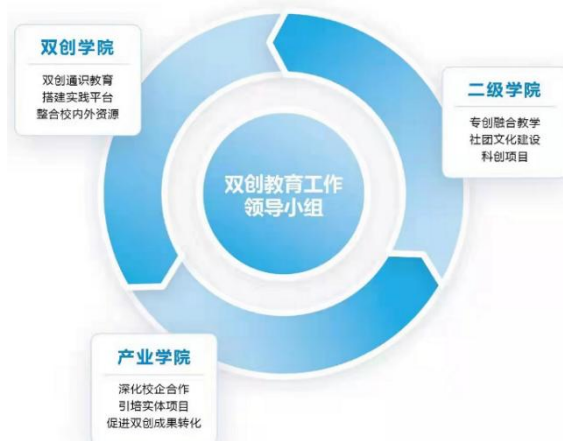 双创学院
双创通识教育
搭建实践平台
整合校内外资源
二级学院
专创融合教学
社团文化建设
科创项目
双创教育工作
领导小组
产业学院
深化校企合作
引培实体项目
促进双创成果转化